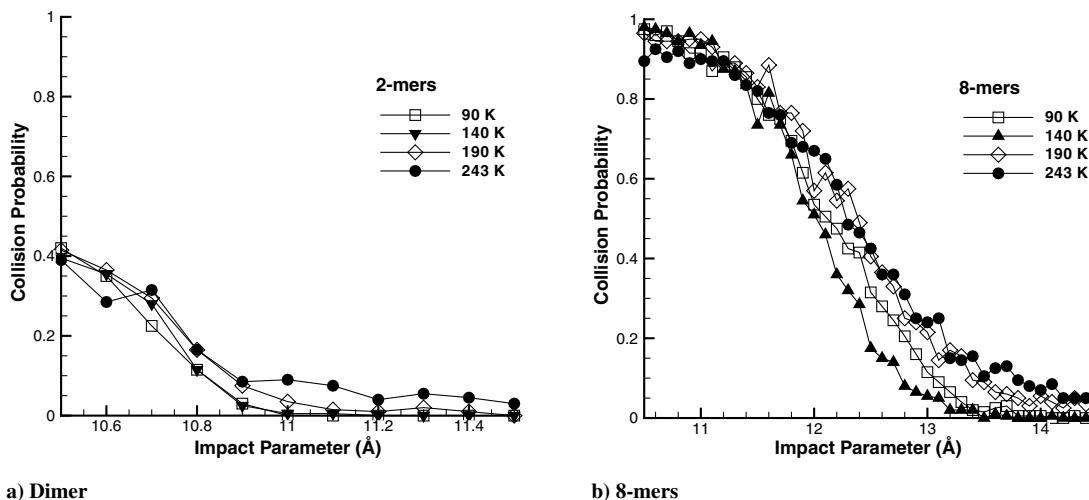 1
0.8
0.6
0.4
0.2
0
10.6
10.8
11
11.2
11.4
Collision Probability
Impact Parameter (Å)
2-mers
90 K
140 K
190 K
243 K
a) Dimer
1
0.8
0.6
0.4
0.2
0
11
12
13
14
Collision Probability
Impact Parameter (Å)
8-mers
90 K
140 K
190 K
243 K
b) 8-mers